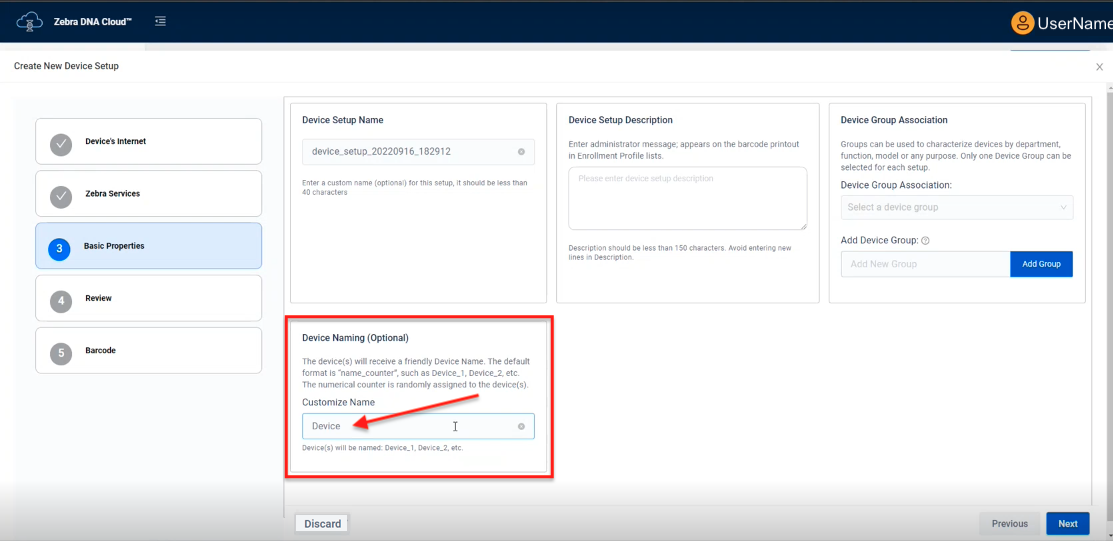 Zebra DNA Cloud™
UserName
Create New Device Setup
Device's Internet
Zebra Services
3 Basic Properties
4 Review
5 Barcode
Device Setup Name
device_setup_20220916_182912
Enter a custom name (optional) for this setup, it should be less than
40 characters
Device Setup Description
Enter administrator message; appears on the barcode printout
in Enrollment Profile lists.
Please enter device setup description
Description should be less than 150 characters. Avoid entering new
lines in Description.
Device Group Association
Groups can be used to characterize devices by department,
function, model or any purpose. Only one Device Group can be
selected for each setup.
Device Group Association:
Select a device group
Add Device Group:
Add New Group
Add Group
Device Naming (Optional)
The device(s) will receive a friendly Device Name. The default
format is "name_counter", such as Device_1, Device_2, etc.
The numerical counter is randomly assigned to the device(s).
Customize Name
Device
Device(s) will be named: Device_1, Device_2, etc.
Discard
Previous
Next